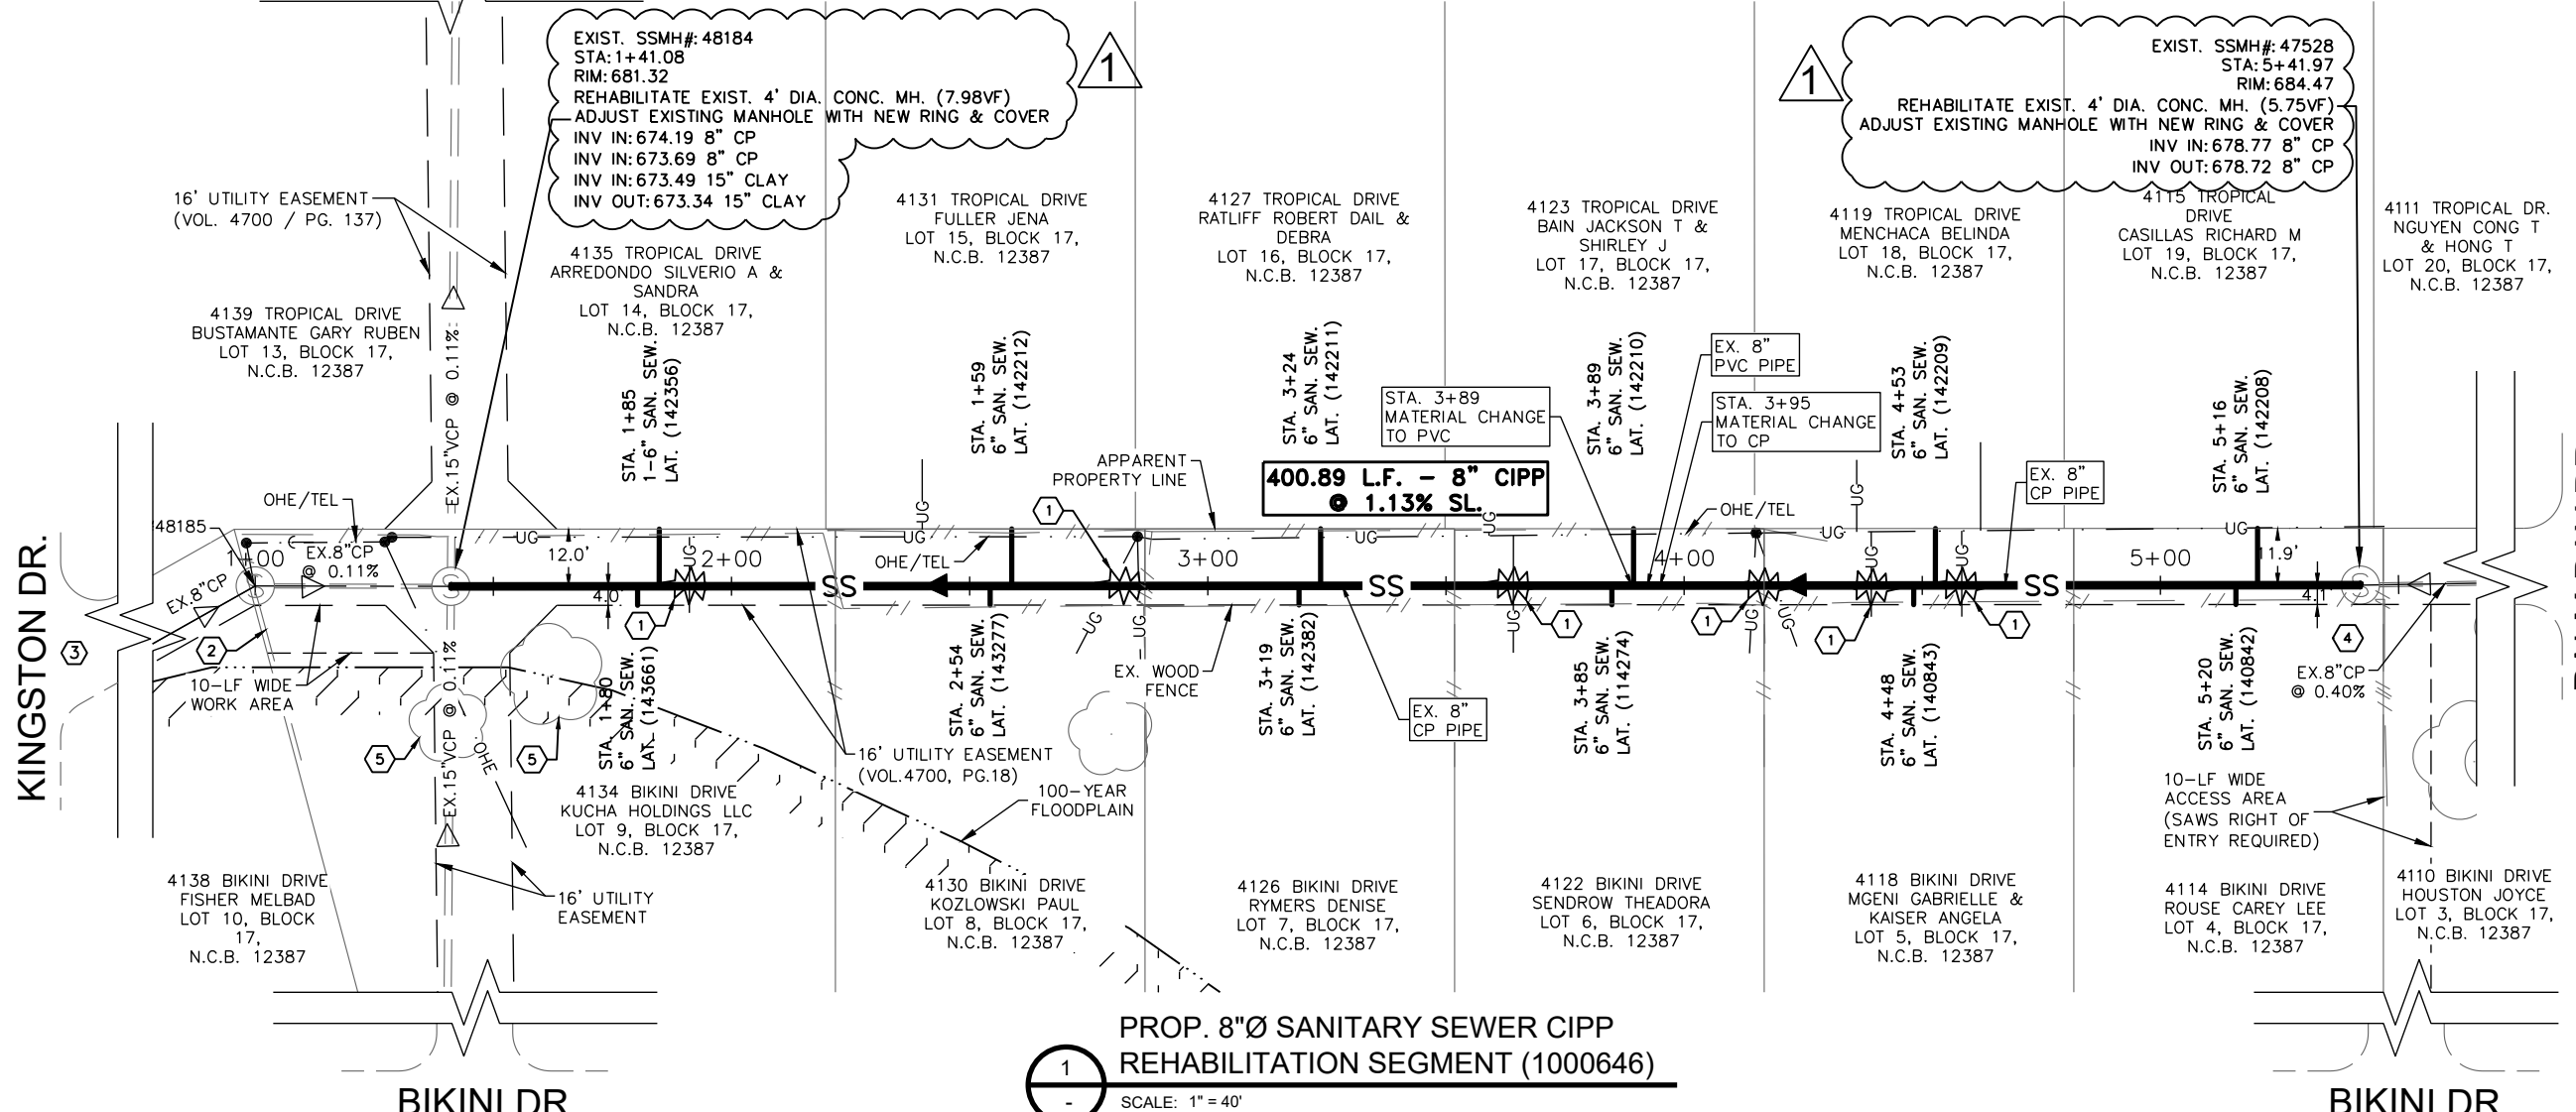 EXIST. SSMH#: 48184
STA: 1+41.08
RIM: 681.32
REHABILITATE EXIST. 4' DIA. CONC. MH. (7.98VF)
ADJUST EXISTING MANHOLE WITH NEW RING & COVER
INV IN: 674.19 8" CP
INV IN: 673.69 8" CP
INV IN: 673.49 15" CLAY
INV OUT: 673.34 15" CLAY
1
1
EXIST. SSMH#: 47528
STA: 5+41.97
RIM: 684.47
REHABILITATE EXIST. 4' DIA. CONC. MH. (5.75VF)
ADJUST EXISTING MANHOLE WITH NEW RING & COVER
INV IN: 678.77 8" CP
INV OUT: 678.72 8" CP
16' UTILITY EASEMENT
(VOL. 4700 / PG. 137)
4139 TROPICAL DRIVE
BUSTAMANTE GARY RUBEN
LOT 13, BLOCK 17,
N.C.B. 12387
4135 TROPICAL DRIVE
ARREDONDO SILVERIO A &
SANDRA
LOT 14, BLOCK 17,
N.C.B. 12387
4131 TROPICAL DRIVE
FULLER JENA
LOT 15, BLOCK 17,
N.C.B. 12387
4127 TROPICAL DRIVE
RATLIFF ROBERT DAIL &
DEBRA
LOT 16, BLOCK 17,
N.C.B. 12387
4123 TROPICAL DRIVE
BAIN JACKSON T &
SHIRLEY J
LOT 17, BLOCK 17,
N.C.B. 12387
4119 TROPICAL DRIVE
MENCHACA BELINDA
LOT 18, BLOCK 17,
N.C.B. 12387
4115 TROPICAL
DRIVE
CASILLAS RICHARD M
LOT 19, BLOCK 17,
N.C.B. 12387
4111 TROPICAL DR.
NGUYEN CONG T
& HONG T
LOT 20, BLOCK 17,
N.C.B. 12387
EX.15"VCP @ 0.11%
STA. 1+85
1-6" SAN. SEW.
LAT. (142356)
STA. 1+59
6" SAN. SEW.
LAT. (142212)
STA. 3+24
6" SAN. SEW.
LAT. (142211)
STA. 3+89
6" SAN. SEW.
LAT. (142210)
STA. 4+53
6" SAN. SEW.
LAT. (142209)
STA. 5+16
6" SAN. SEW.
LAT. (142208)
EX. 8"
PVC PIPE
STA. 3+89
MATERIAL CHANGE
TO PVC
STA. 3+95
MATERIAL CHANGE
TO CP
APPARENT
PROPERTY LINE
400.89 L.F. - 8" CIPP
@ 1.13% SL.
EX. 8"
CP PIPE
OHE/TEL
48185
1+00
EX.8"CP
@ 0.11%
EX.8"CP
UG
12.0'
UG
2+00
UG
UG
OHE/TEL
1
3+00
UG
UG
4+00
OHE/TEL
UG
UG
UG
UG
5+00
UG
11.9'
SS
SS
SS
4.0'
4.1'
1
1
1
1
1
UG
UG
UG
UG
UG
KINGSTON DR.
3
2
4
10-LF WIDE
WORK AREA
5
5
EX.15"VCP @ 0.11%
OHE
STA. 1+80
6" SAN. SEW.
LAT. (143661)
STA. 2+54
6" SAN. SEW.
LAT. (143277)
STA. 3+19
6" SAN. SEW.
LAT. (142382)
STA. 3+85
6" SAN. SEW.
LAT. (114274)
STA. 4+48
6" SAN. SEW.
LAT. (140843)
STA. 5+20
6" SAN. SEW.
LAT. (140842)
EX. WOOD
FENCE
EX. 8"
CP PIPE
EX.8"CP
@ 0.40%
16' UTILITY EASEMENT
(VOL.4700, PG.18)
100-YEAR
FLOODPLAIN
10-LF WIDE
ACCESS AREA
(SAWS RIGHT OF
ENTRY REQUIRED)
16' UTILITY
EASEMENT
4138 BIKINI DRIVE
FISHER MELBAD
LOT 10, BLOCK
17,
N.C.B. 12387
4134 BIKINI DRIVE
KUCHA HOLDINGS LLC
LOT 9, BLOCK 17,
N.C.B. 12387
4130 BIKINI DRIVE
KOZLOWSKI PAUL
LOT 8, BLOCK 17,
N.C.B. 12387
4126 BIKINI DRIVE
RYMERS DENISE
LOT 7, BLOCK 17,
N.C.B. 12387
4122 BIKINI DRIVE
SENDROW THEADORA
LOT 6, BLOCK 17,
N.C.B. 12387
4118 BIKINI DRIVE
MGENI GABRIELLE &
KAISER ANGELA
LOT 5, BLOCK 17,
N.C.B. 12387
4114 BIKINI DRIVE
ROUSE CAREY LEE
LOT 4, BLOCK 17,
N.C.B. 12387
4110 BIKINI DRIVE
HOUSTON JOYCE
LOT 3, BLOCK 17,
N.C.B. 12387
BIKINI DR
BIKINI DR
1
-
PROP. 8"Ø SANITARY SEWER CIPP
REHABILITATION SEGMENT (1000646)
SCALE: 1" = 40'